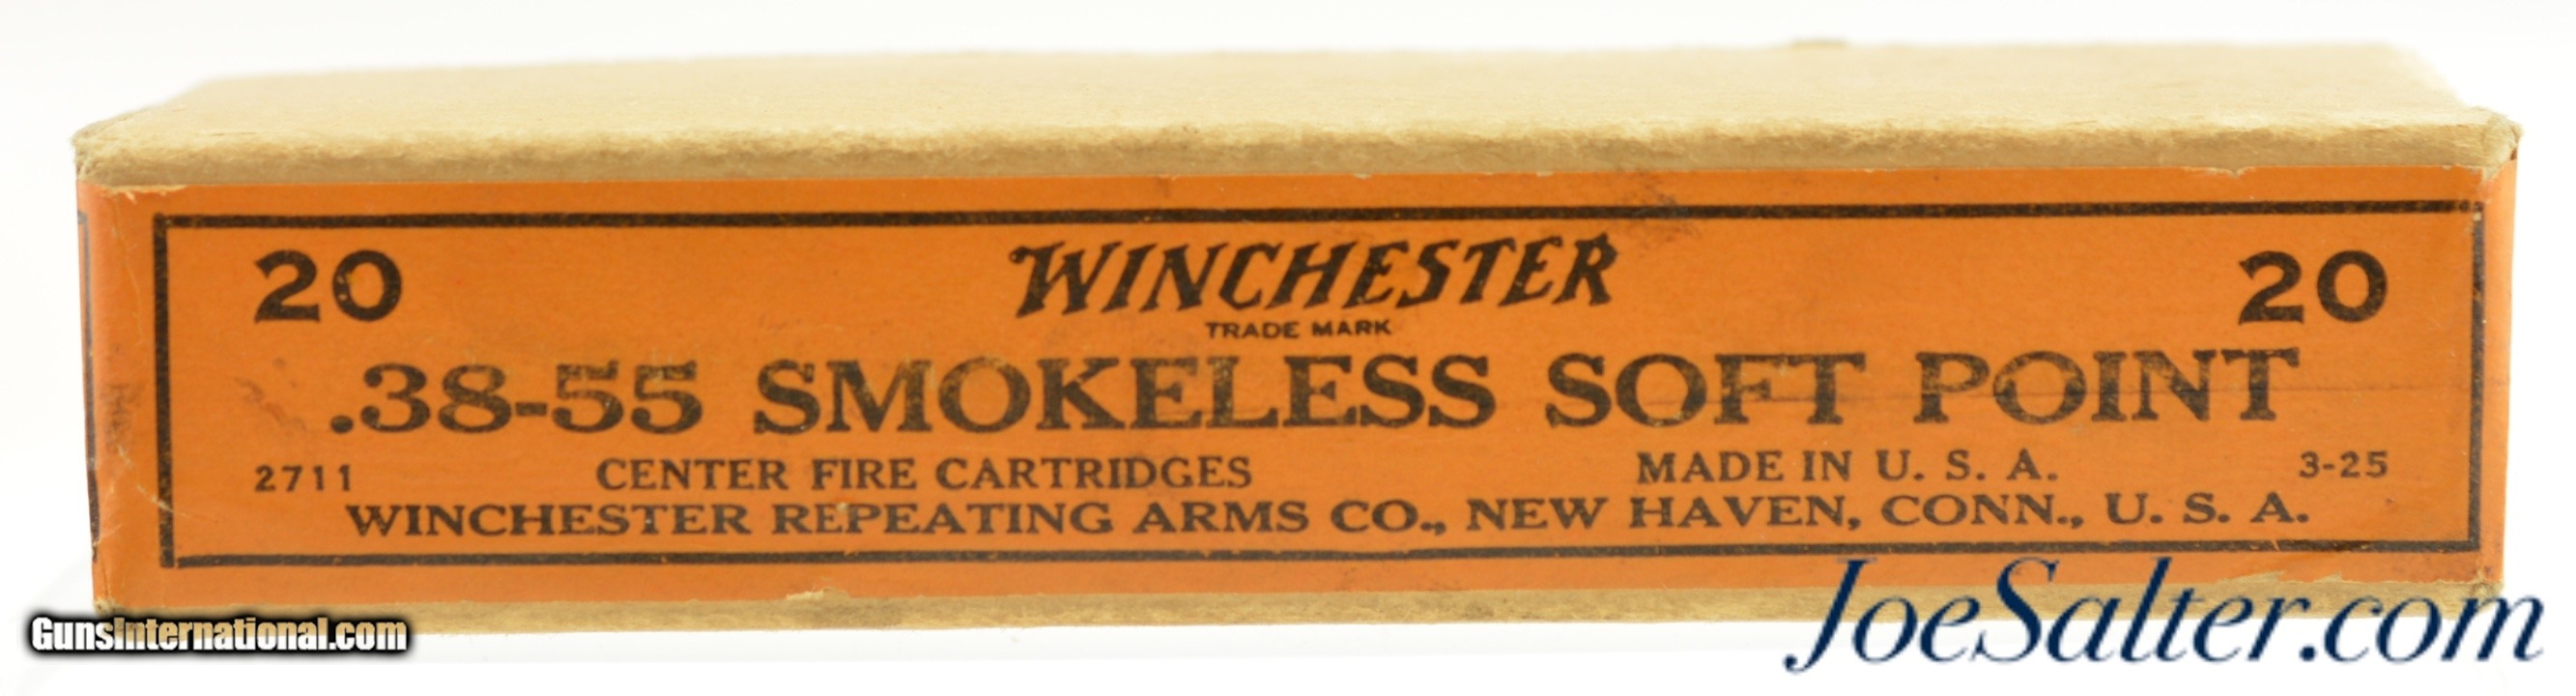 20 WINCHESTER 20
TRADE MARK
.38-55 SMOKELESS SOFT POINT
2711 CENTER FIRE CARTRIDGES MADE IN U. S. A. 3-25
WINCHESTER REPEATING ARMS CO., NEW HAVEN, CONN., U. S. A.
GunsInternational.com
JoeSalter.com